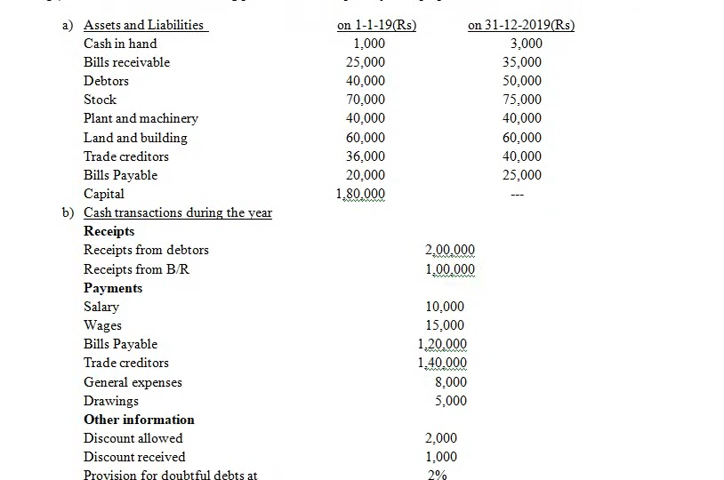 a) Assets and Liabilities on 1-1-19(Rs) on 31-12-2019(Rs)
Cash in hand 1,000 3,000
Bills receivable 25,000 35,000
Debtors 40,000 50,000
Stock 70,000 75,000
Plant and machinery 40,000 40,000
Land and building 60,000 60,000
Trade creditors 36,000 40,000
Bills Payable 20,000 25,000
Capital 1,80,000 ---
b) Cash transactions during the year
Receipts
Receipts from debtors 2,00,000
Receipts from B/R 1,00,000
Payments
Salary 10,000
Wages 15,000
Bills Payable 1,20,000
Trade creditors 1,40,000
General expenses 8,000
Drawings 5,000
Other information
Discount allowed 2,000
Discount received 1,000
Provision for doubtful debts at 2%